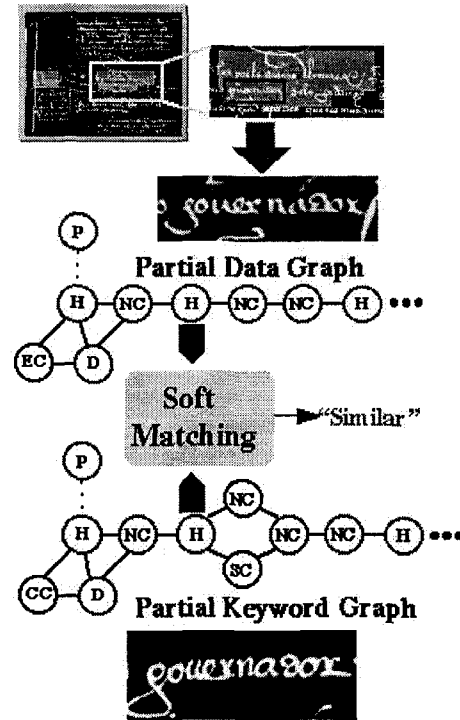 o gouernador
Partial Data Graph
P
H NC H NC NC H •••
EC D
Soft
Matching
"Similar"
P
NC
H NC H NC NC H •••
SC
CC D
Partial Keyword Graph
gouernador